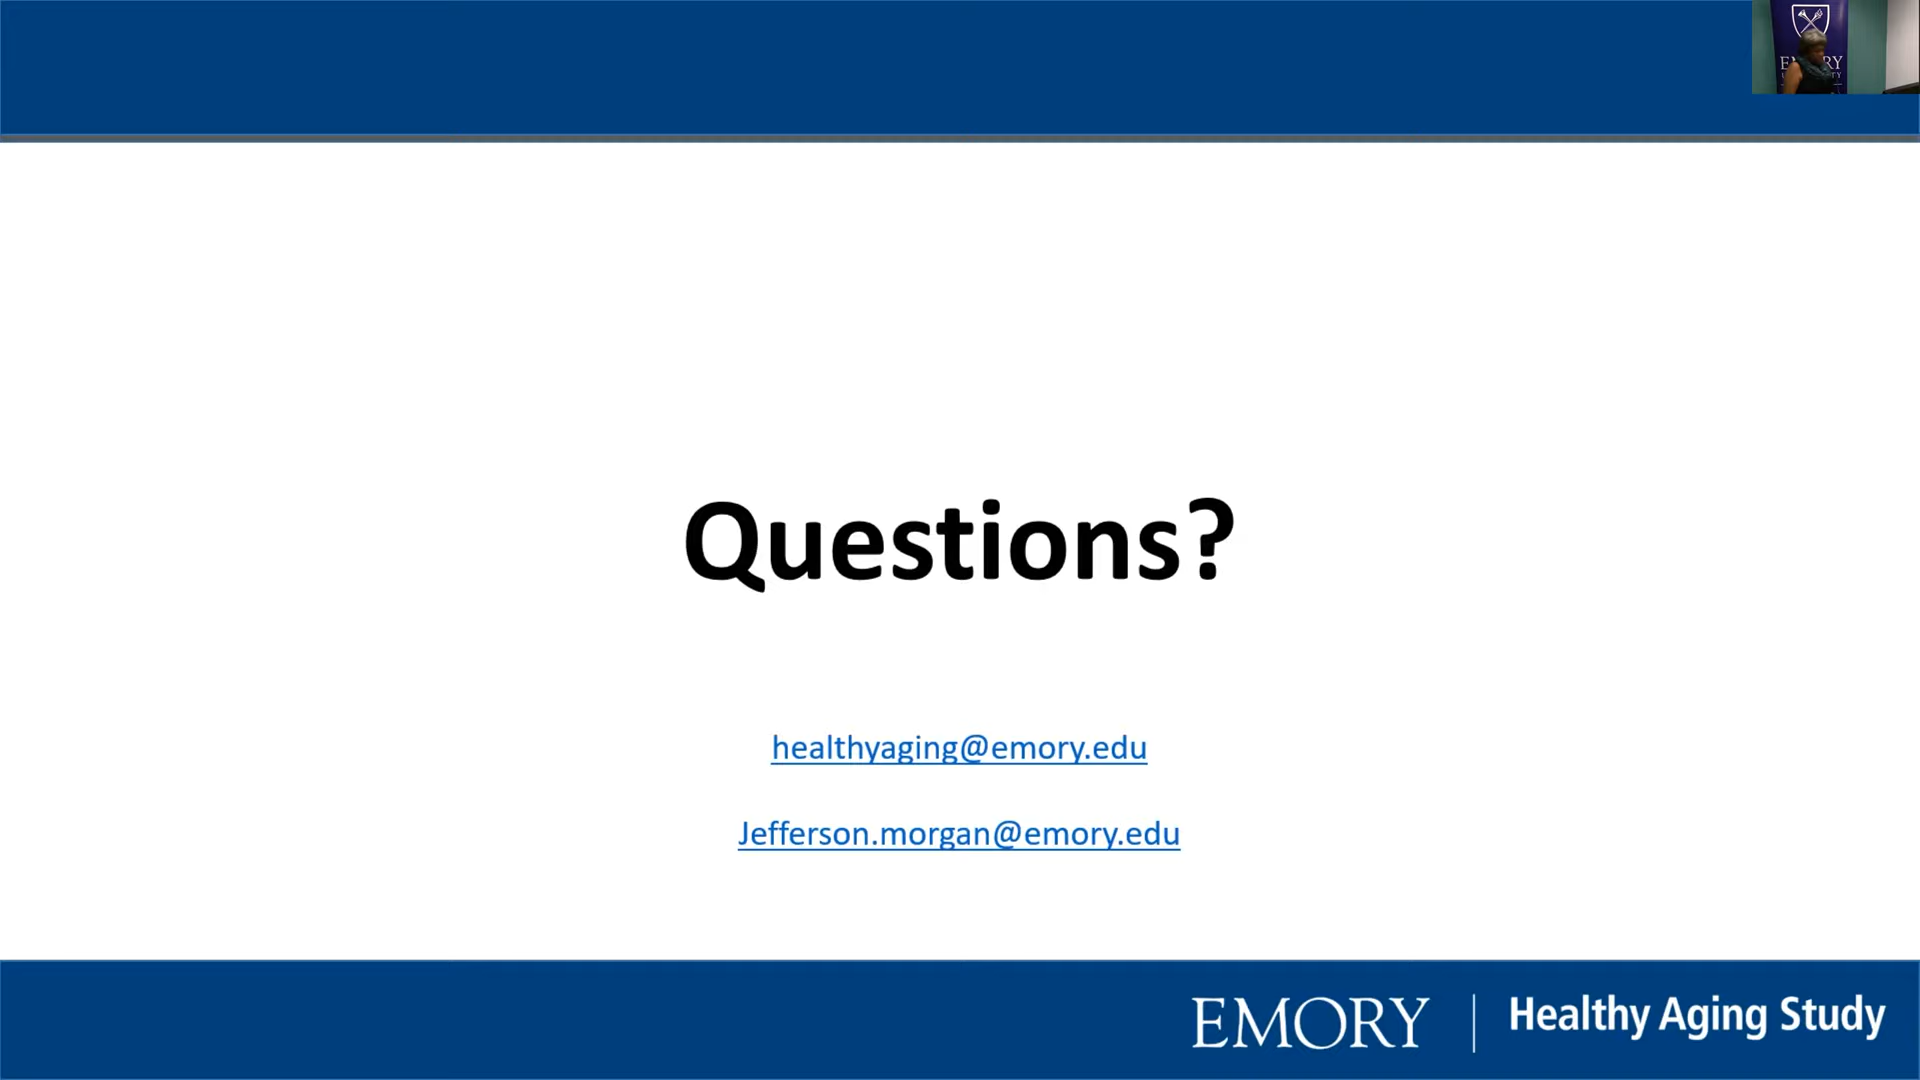 Questions?
healthyaging@emory.edu
Jefferson.morgan@emory.edu
EMORY | Healthy Aging Study